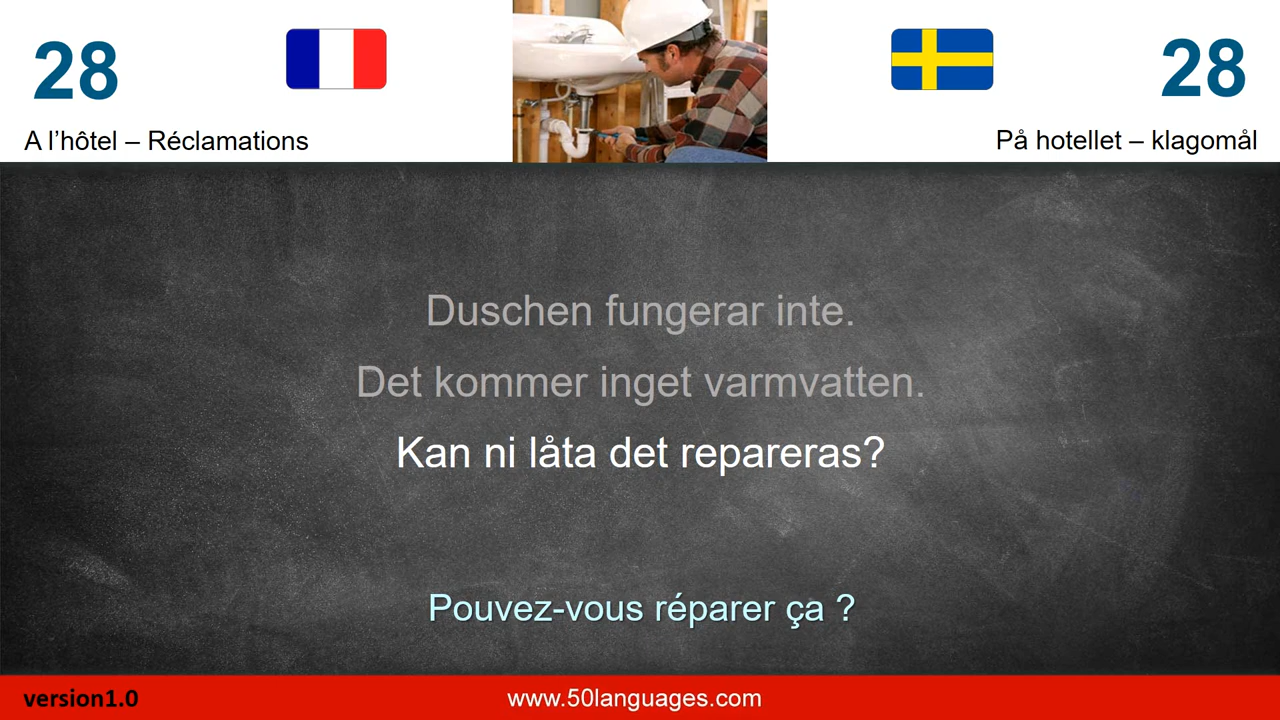 28
28
A l’hôtel – Réclamations
På hotellet – klagomål
Duschen fungerar inte.
Det kommer inget varmvatten.
Kan ni låta det repareras?
Pouvez-vous réparer ça ?
version1.0
www.50languages.com